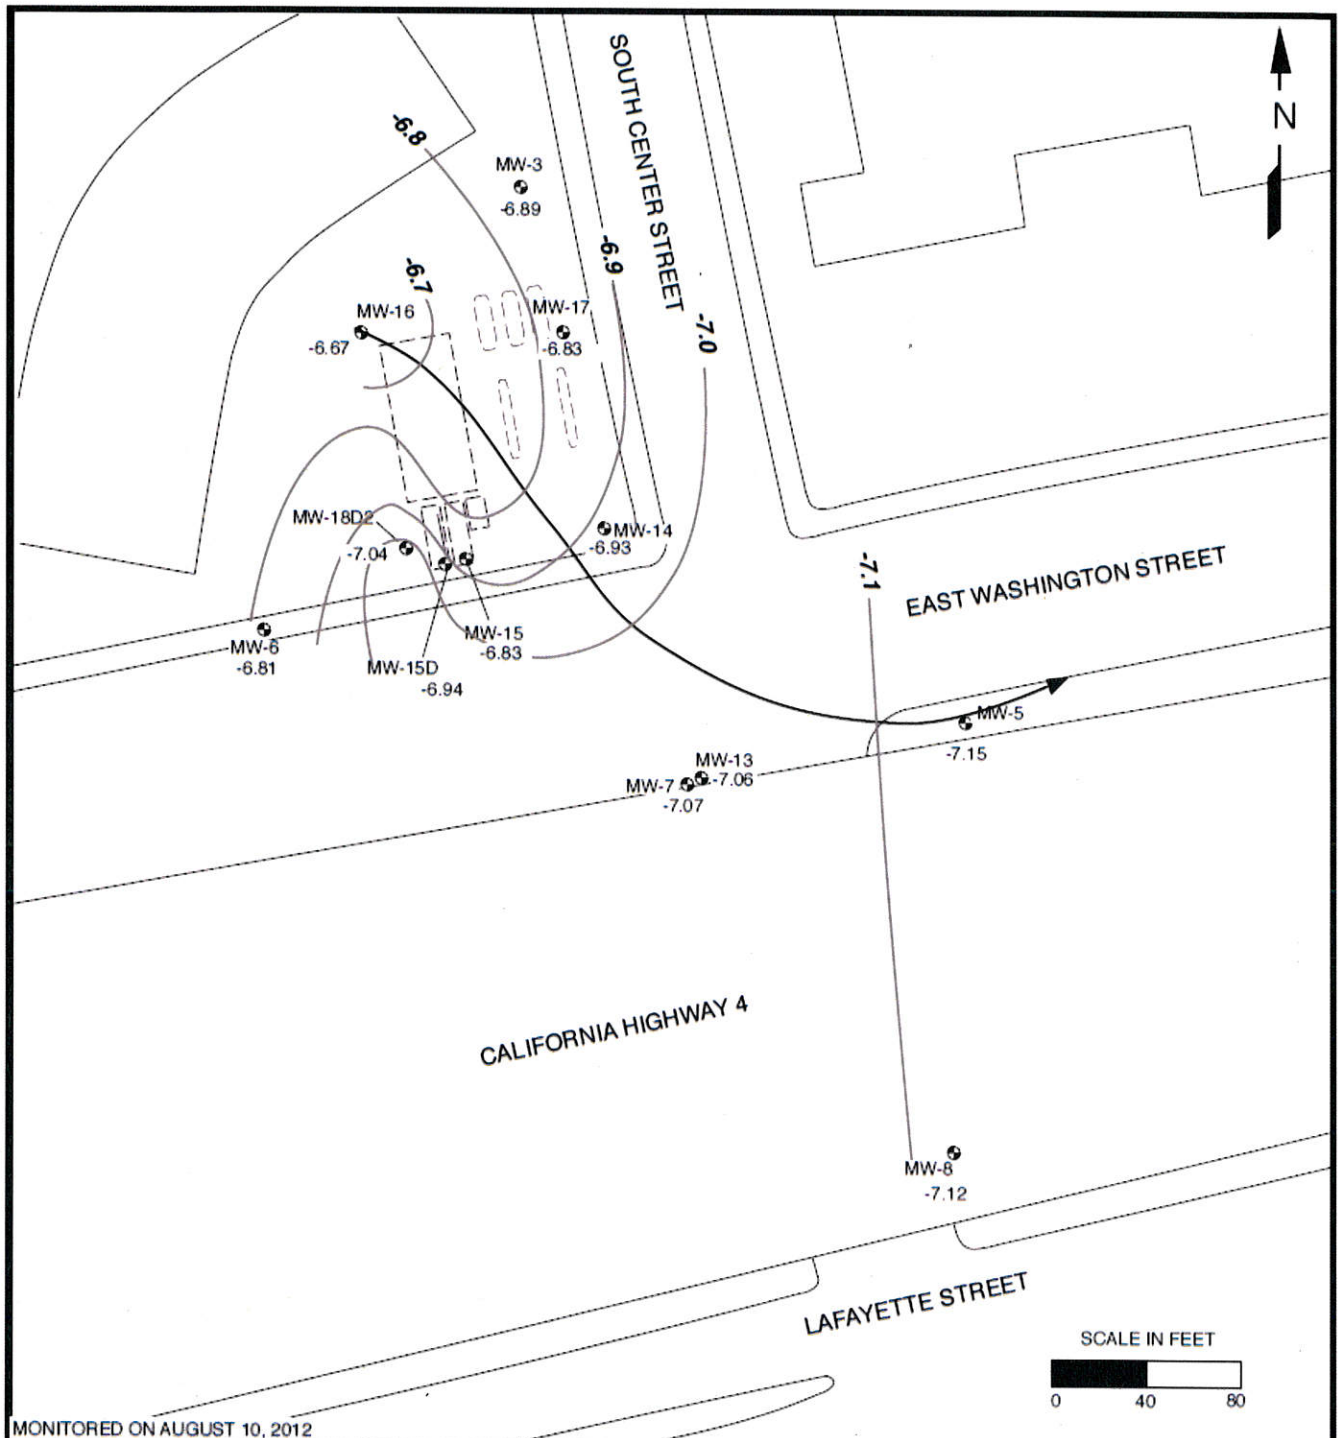 -6.8
SOUTH CENTER STREET
N
MW-3
-6.89
-6.9
-6.7
MW-16
-6.67
MW-17
-6.83
-7.0
MW-18D2
-7.04
MW-14
-6.93
-7.1
EAST WASHINGTON STREET
MW-6
-6.81
MW-15
-6.83
MW-15D
-6.94
MW-5
-7.15
MW-13
-7.06
MW-7
-7.07
CALIFORNIA HIGHWAY 4
MW-8
-7.12
LAFAYETTE STREET
SCALE IN FEET
0 40 80
MONITORED ON AUGUST 10, 2012